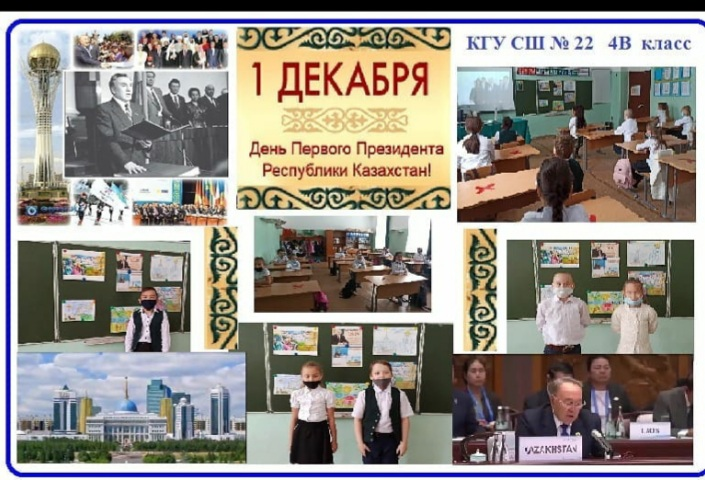 1 ДЕКАБРЯ
День Первого Президента
Республики Казахстан!
КГУ СШ № 22 4В класс
KAZAKHSTAN